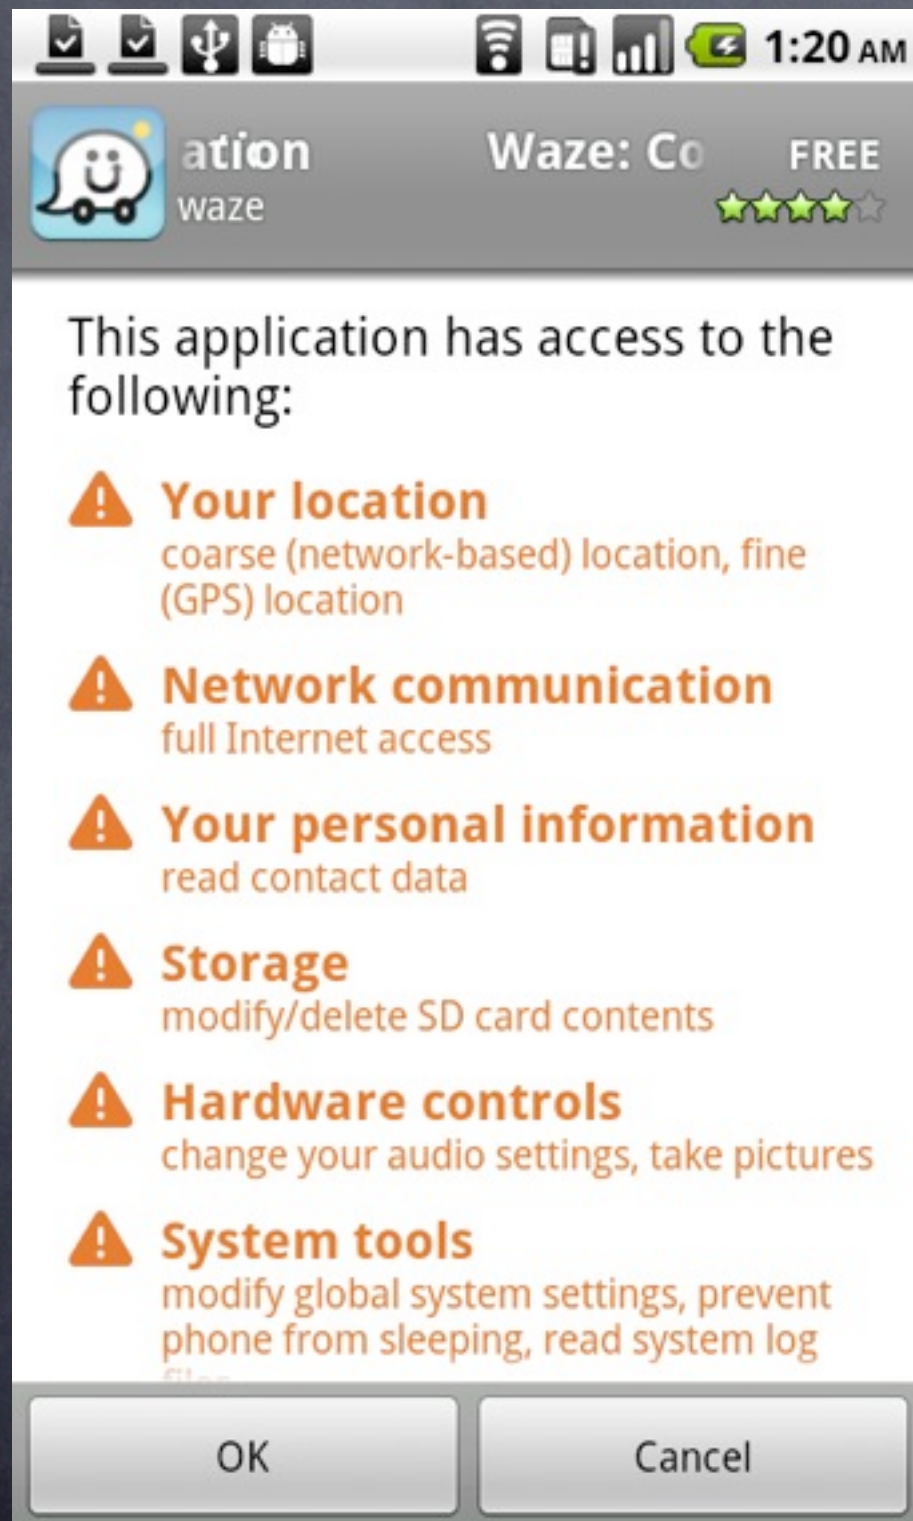 1:20 AM
ation Waze: Co FREE
waze
This application has access to the
following:
Your location
coarse (network-based) location, fine
(GPS) location
Network communication
full Internet access
Your personal information
read contact data
Storage
modify/delete SD card contents
Hardware controls
change your audio settings, take pictures
System tools
modify global system settings, prevent
phone from sleeping, read system log
OK Cancel